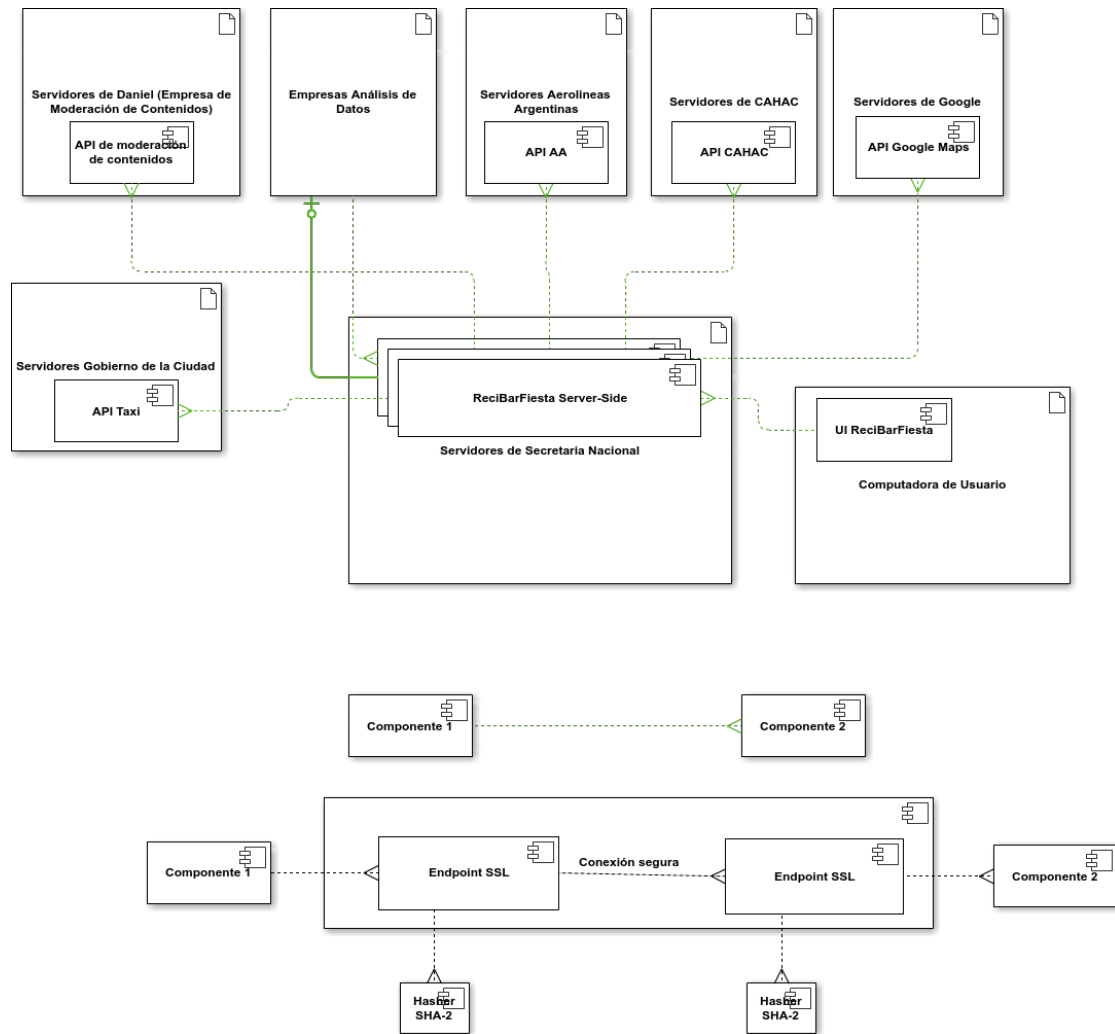 Servidores de Daniel (Empresa de
Moderación de Contenidos)
API de moderación
de contenidos
Empresas Análisis de
Datos
Servidores Aerolineas
Argentinas
API AA
Servidores de CAHAC
API CAHAC
Servidores de Google
API Google Maps
Servidores Gobierno de la Ciudad
API Taxi
ReciBarFiesta Server-Side
Servidores de Secretaria Nacional
UI ReciBarFiesta
Computadora de Usuario
Componente 1
Componente 2
Componente 1
Endpoint SSL
Conexión segura
Endpoint SSL
Componente 2
Hasher
SHA-2
Hasher
SHA-2